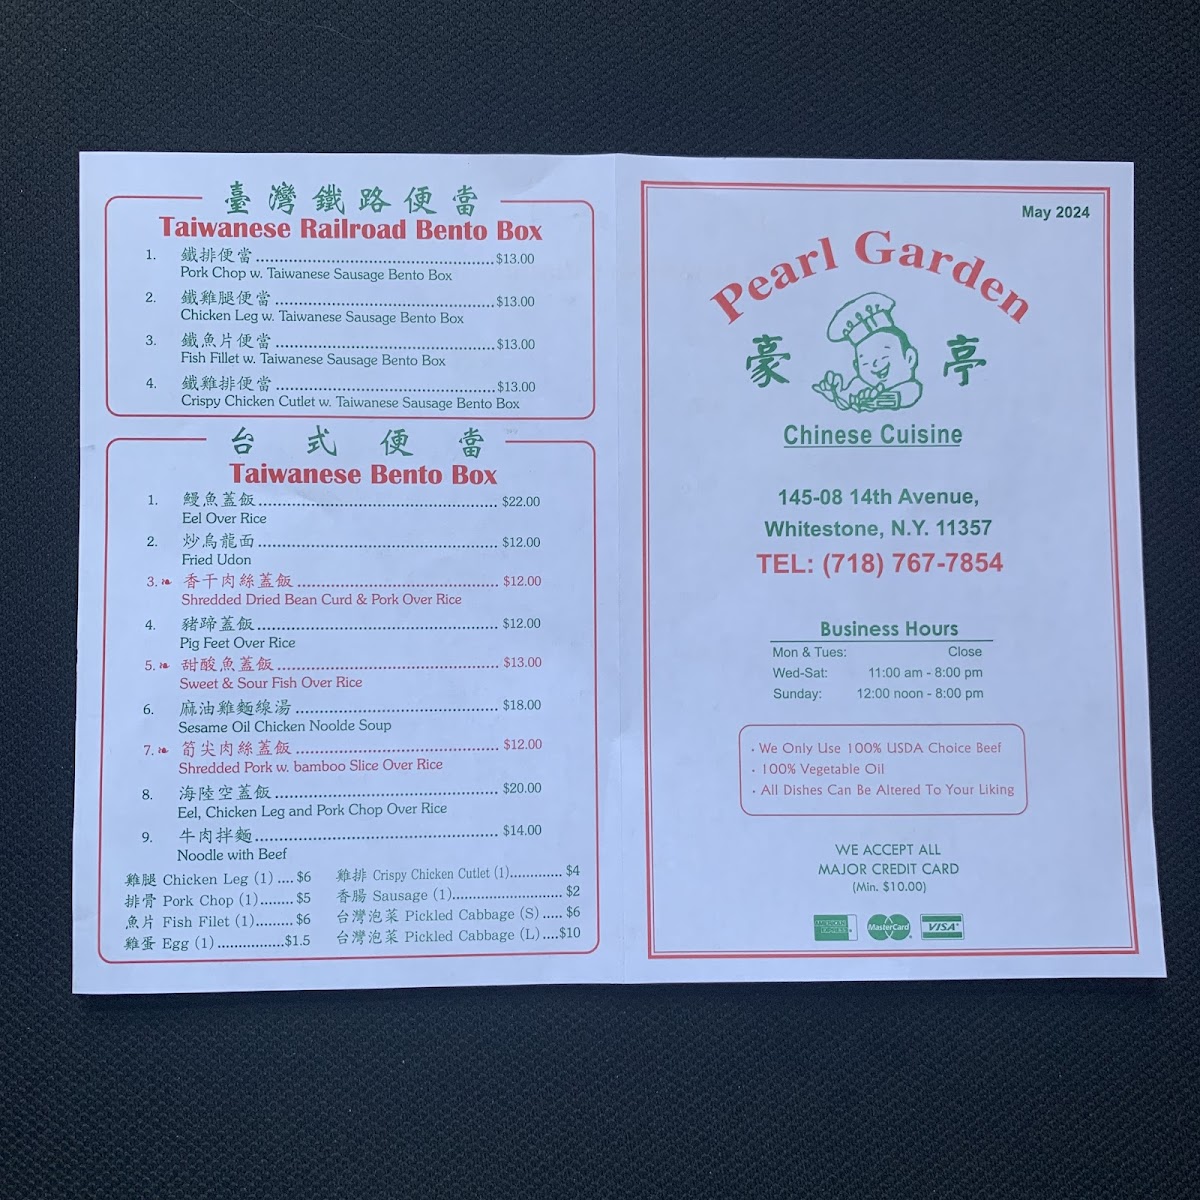 臺灣鐵路便當
Taiwanese Railroad Bento Box
1. 鐵排便當 $13.00
Pork Chop w. Taiwanese Sausage Bento Box
2. 鐵雞腿便當 $13.00
Chicken Leg w. Taiwanese Sausage Bento Box
3. 鐵魚片便當 $13.00
Fish Fillet w. Taiwanese Sausage Bento Box
4. 鐵雞排便當 $13.00
Crispy Chicken Cutlet w. Taiwanese Sausage Bento Box
台式便當
Taiwanese Bento Box
1. 鰻魚蓋飯 $22.00
Eel Over Rice
2. 炒烏龍面 $12.00
Fried Udon
3. 香干肉絲蓋飯 $12.00
Shredded Dried Bean Curd & Pork Over Rice
4. 豬蹄蓋飯 $12.00
Pig Feet Over Rice
5. 甜酸魚蓋飯 $13.00
Sweet & Sour Fish Over Rice
6. 麻油雞麵線湯 $18.00
Sesame Oil Chicken Noolde Soup
7. 筍尖肉絲蓋飯 $12.00
Shredded Pork w. bamboo Slice Over Rice
8. 海陸空蓋飯 $20.00
Eel, Chicken Leg and Pork Chop Over Rice
9. 牛肉拌麵 $14.00
Noodle with Beef
雞腿 Chicken Leg (1) .... $6
排骨 Pork Chop (1)........ $5
魚片 Fish Filet (1)......... $6
雞蛋 Egg (1) .................$1.5
雞排 Crispy Chicken Cutlet (1)............. $4
香腸 Sausage (1)........................... $2
台灣泡菜 Pickled Cabbage (S) ..... $6
台灣泡菜 Pickled Cabbage (L)....$10
May 2024
Pearl Garden
豪亭
Chinese Cuisine
145-08 14th Avenue,
Whitestone, N.Y. 11357
TEL: (718) 767-7854
Business Hours
Mon & Tues: Close
Wed-Sat: 11:00 am - 8:00 pm
Sunday: 12:00 noon - 8:00 pm
· We Only Use 100% USDA Choice Beef
· 100% Vegetable Oil
· All Dishes Can Be Altered To Your Liking
WE ACCEPT ALL
MAJOR CREDIT CARD
(Min. $10.00)
AMERICAN EXPRESS MasterCard VISA